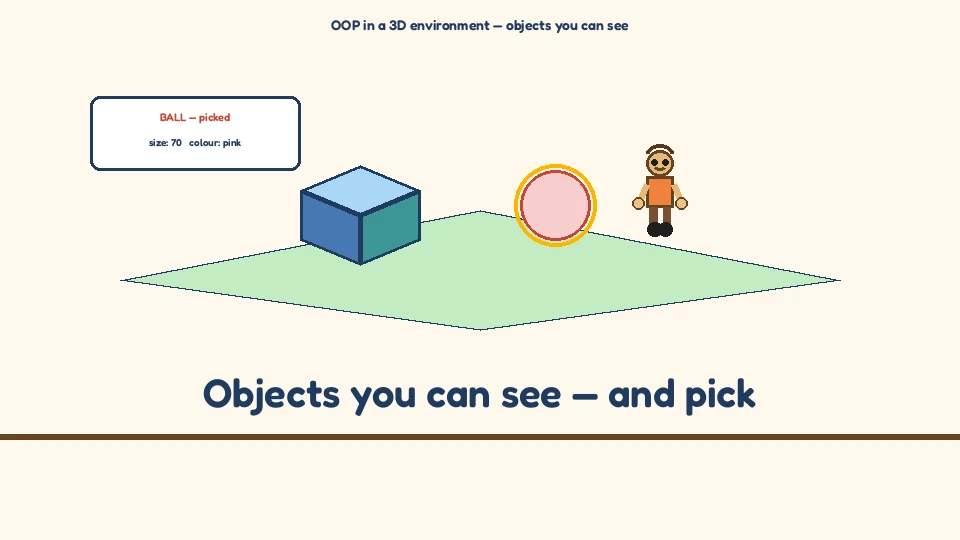 OOP in a 3D environment — objects you can see
BALL — picked
size: 70 colour: pink
Objects you can see — and pick